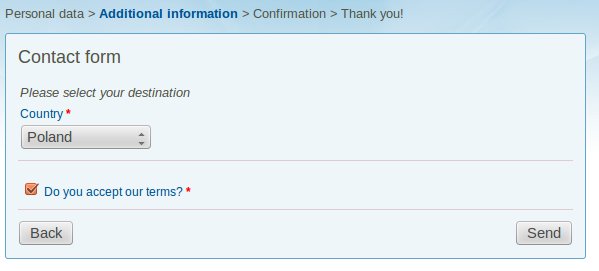 Personal data > Additional information > Confirmation > Thank you!
Contact form
Please select your destination
Country *
Poland
Do you accept our terms? *
Back Send